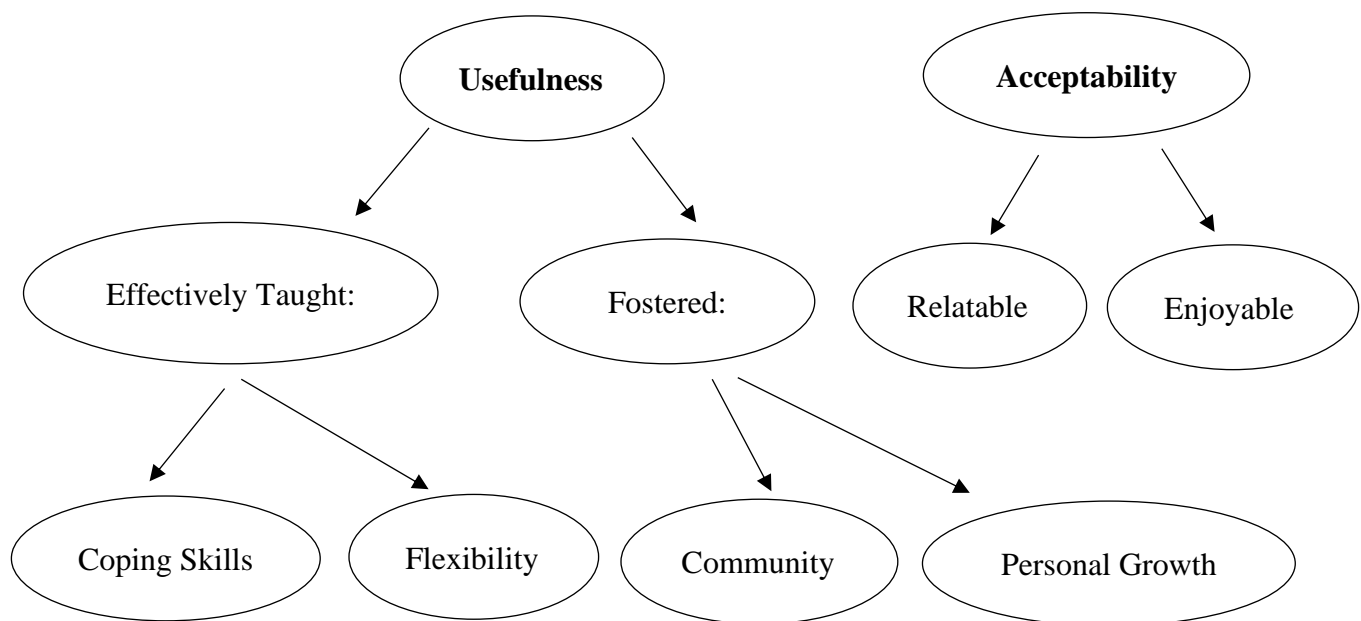 Usefulness
Acceptability
Effectively Taught:
Fostered:
Relatable
Enjoyable
Coping Skills
Flexibility
Community
Personal Growth